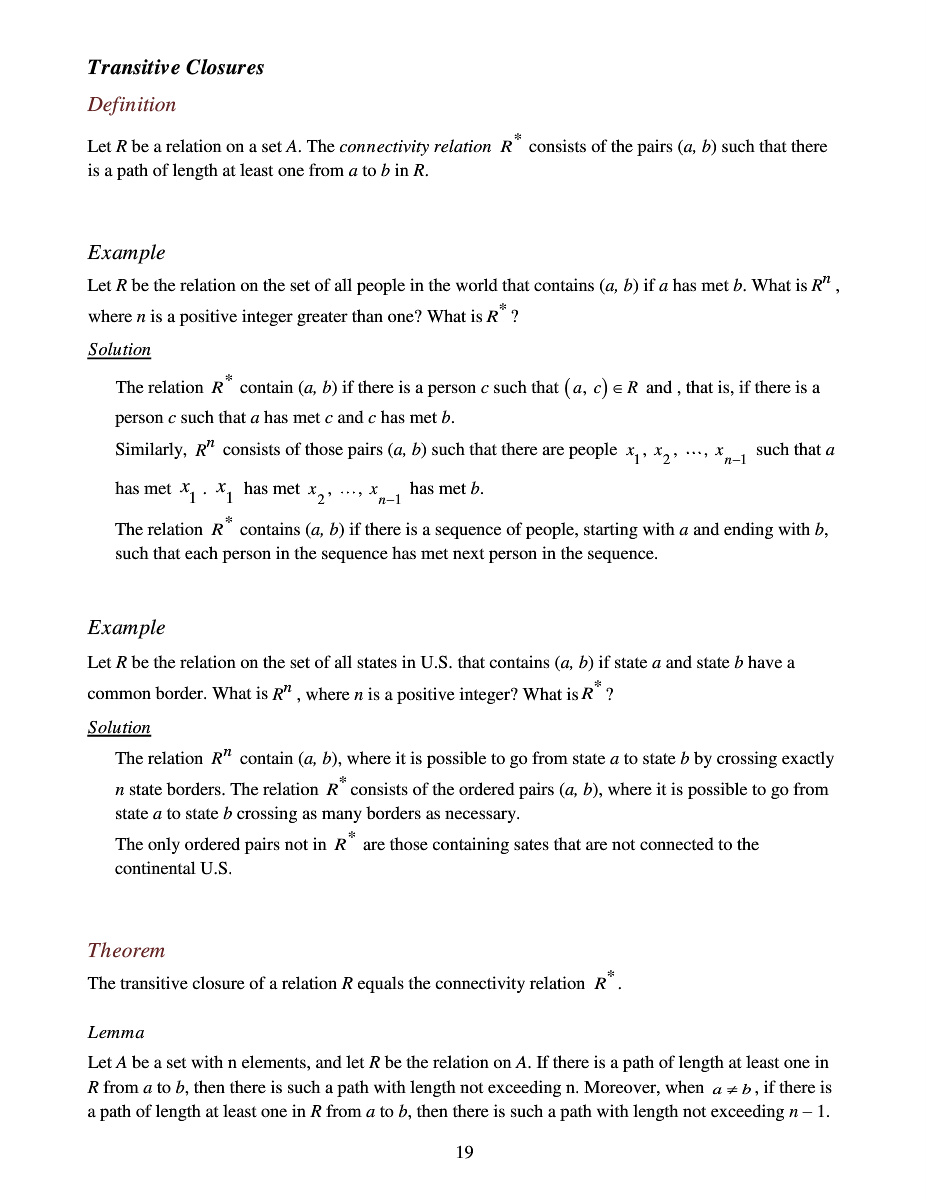 Transitive Closures
Definition
Let R be a relation on a set A. The connectivity relation R* consists of the pairs (a, b) such that there
is a path of length at least one from a to b in R.
Example
Let R be the relation on the set of all people in the world that contains (a, b) if a has met b. What is Rⁿ ,
where n is a positive integer greater than one? What is R* ?
Solution
The relation R* contain (a, b) if there is a person c such that (a, c) ∈ R and , that is, if there is a
person c such that a has met c and c has met b.
Similarly, Rⁿ consists of those pairs (a, b) such that there are people x₁, x₂, …, xₙ₋₁ such that a
has met x₁ . x₁ has met x₂, …, xₙ₋₁ has met b.
The relation R* contains (a, b) if there is a sequence of people, starting with a and ending with b,
such that each person in the sequence has met next person in the sequence.
Example
Let R be the relation on the set of all states in U.S. that contains (a, b) if state a and state b have a
common border. What is Rⁿ , where n is a positive integer? What is R* ?
Solution
The relation Rⁿ contain (a, b), where it is possible to go from state a to state b by crossing exactly
n state borders. The relation R* consists of the ordered pairs (a, b), where it is possible to go from
state a to state b crossing as many borders as necessary.
The only ordered pairs not in R* are those containing sates that are not connected to the
continental U.S.
Theorem
The transitive closure of a relation R equals the connectivity relation R* .
Lemma
Let A be a set with n elements, and let R be the relation on A. If there is a path of length at least one in
R from a to b, then there is such a path with length not exceeding n. Moreover, when a ≠ b , if there is
a path of length at least one in R from a to b, then there is such a path with length not exceeding n – 1.
19